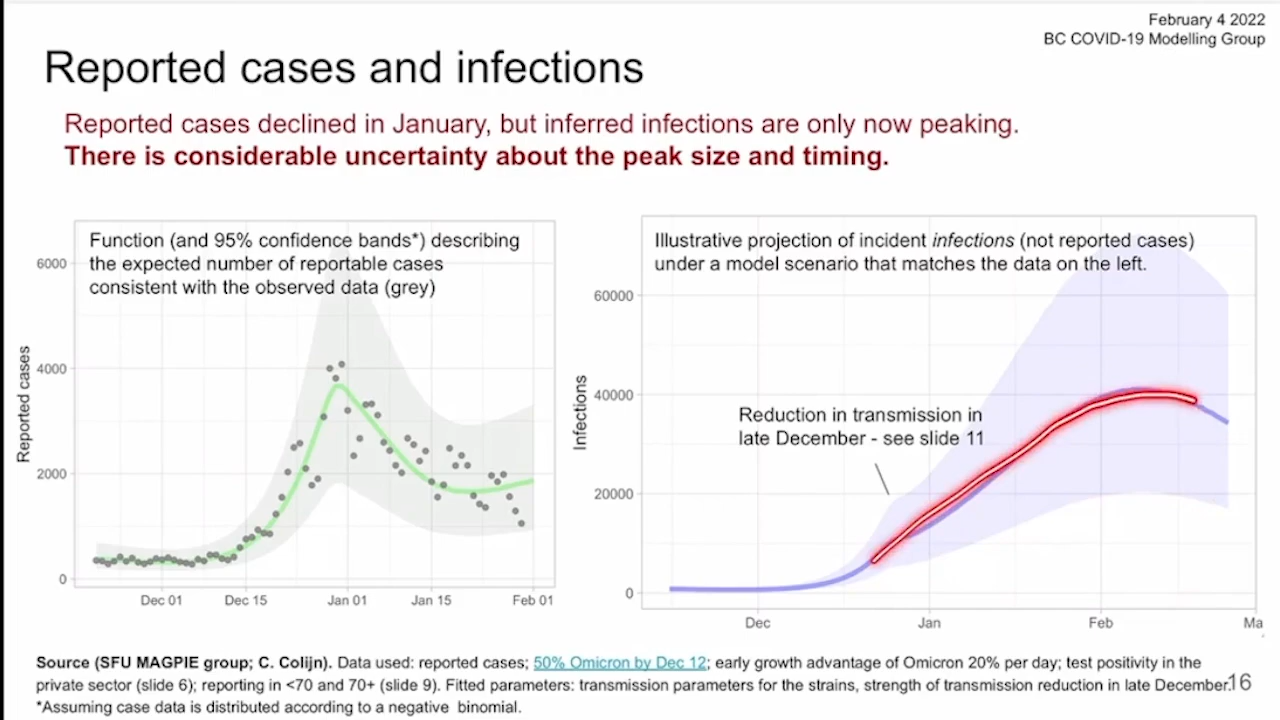 February 4 2022
BC COVID-19 Modelling Group
Reported cases and infections
Reported cases declined in January, but inferred infections are only now peaking.
There is considerable uncertainty about the peak size and timing.
Function (and 95% confidence bands*) describing
the expected number of reportable cases
consistent with the observed data (grey)
Reported cases
6000
4000
2000
0
Dec 01
Dec 15
Jan 01
Jan 15
Feb 01
Illustrative projection of incident infections (not reported cases)
under a model scenario that matches the data on the left.
Infections
60000
40000
20000
0
Reduction in transmission in
late December - see slide 11
Dec
Jan
Feb
Ma
Source (SFU MAGPIE group; C. Colijn). Data used: reported cases; 50% Omicron by Dec 12; early growth advantage of Omicron 20% per day; test positivity in the
private sector (slide 6); reporting in <70 and 70+ (slide 9). Fitted parameters: transmission parameters for the strains, strength of transmission reduction in late December.
*Assuming case data is distributed according to a negative binomial.
16